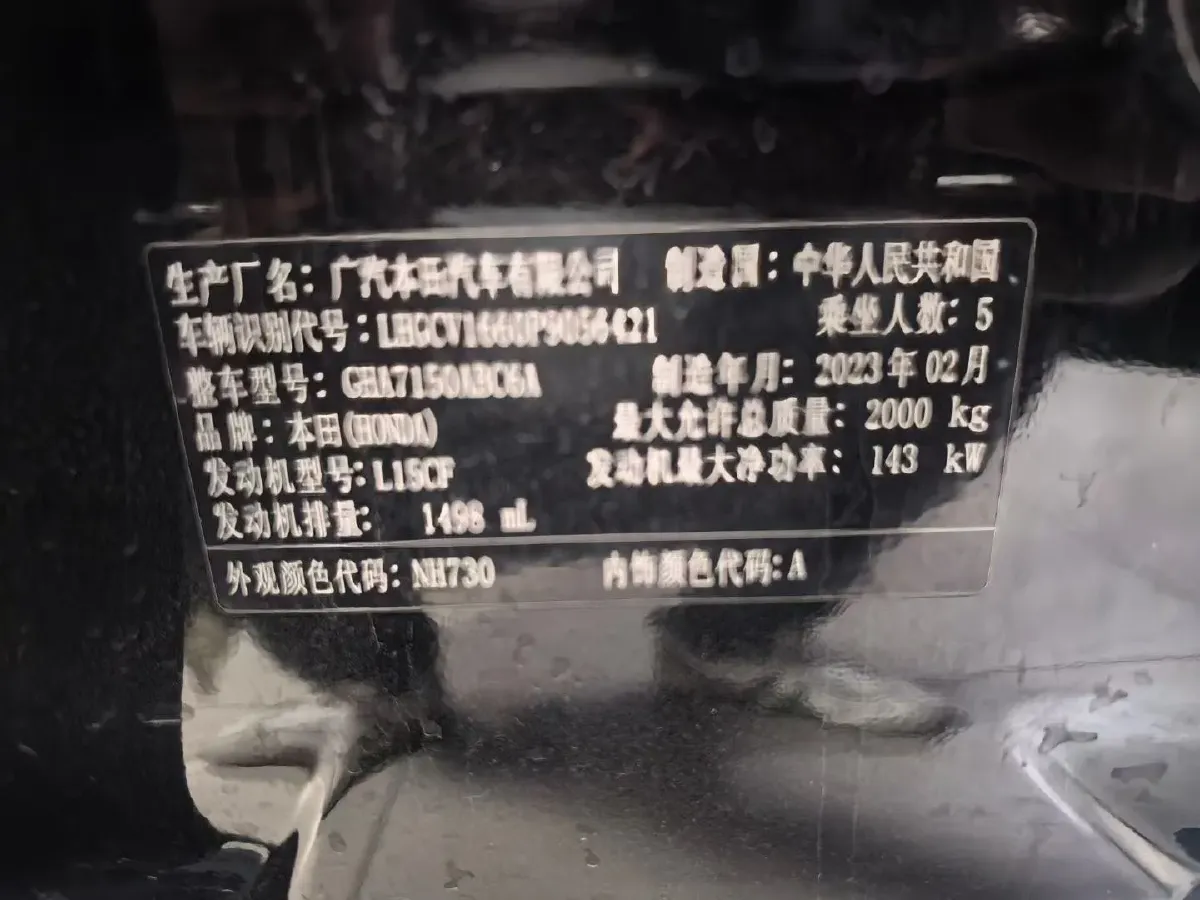 生产厂名：广汽本田汽车有限公司 制造国：中华人民共和国
车辆识别代号：LHGCV1660P9056421 乘坐人数：5
整车型号：GHA7150ABC6A 制造年月：2023年02月
品牌：本田(HONDA) 最大允许总质量：2000 kg
发动机型号：L15CF 发动机最大净功率：143 kW
发动机排量：1498 mL
外观颜色代码：NH730 内饰颜色代码：A